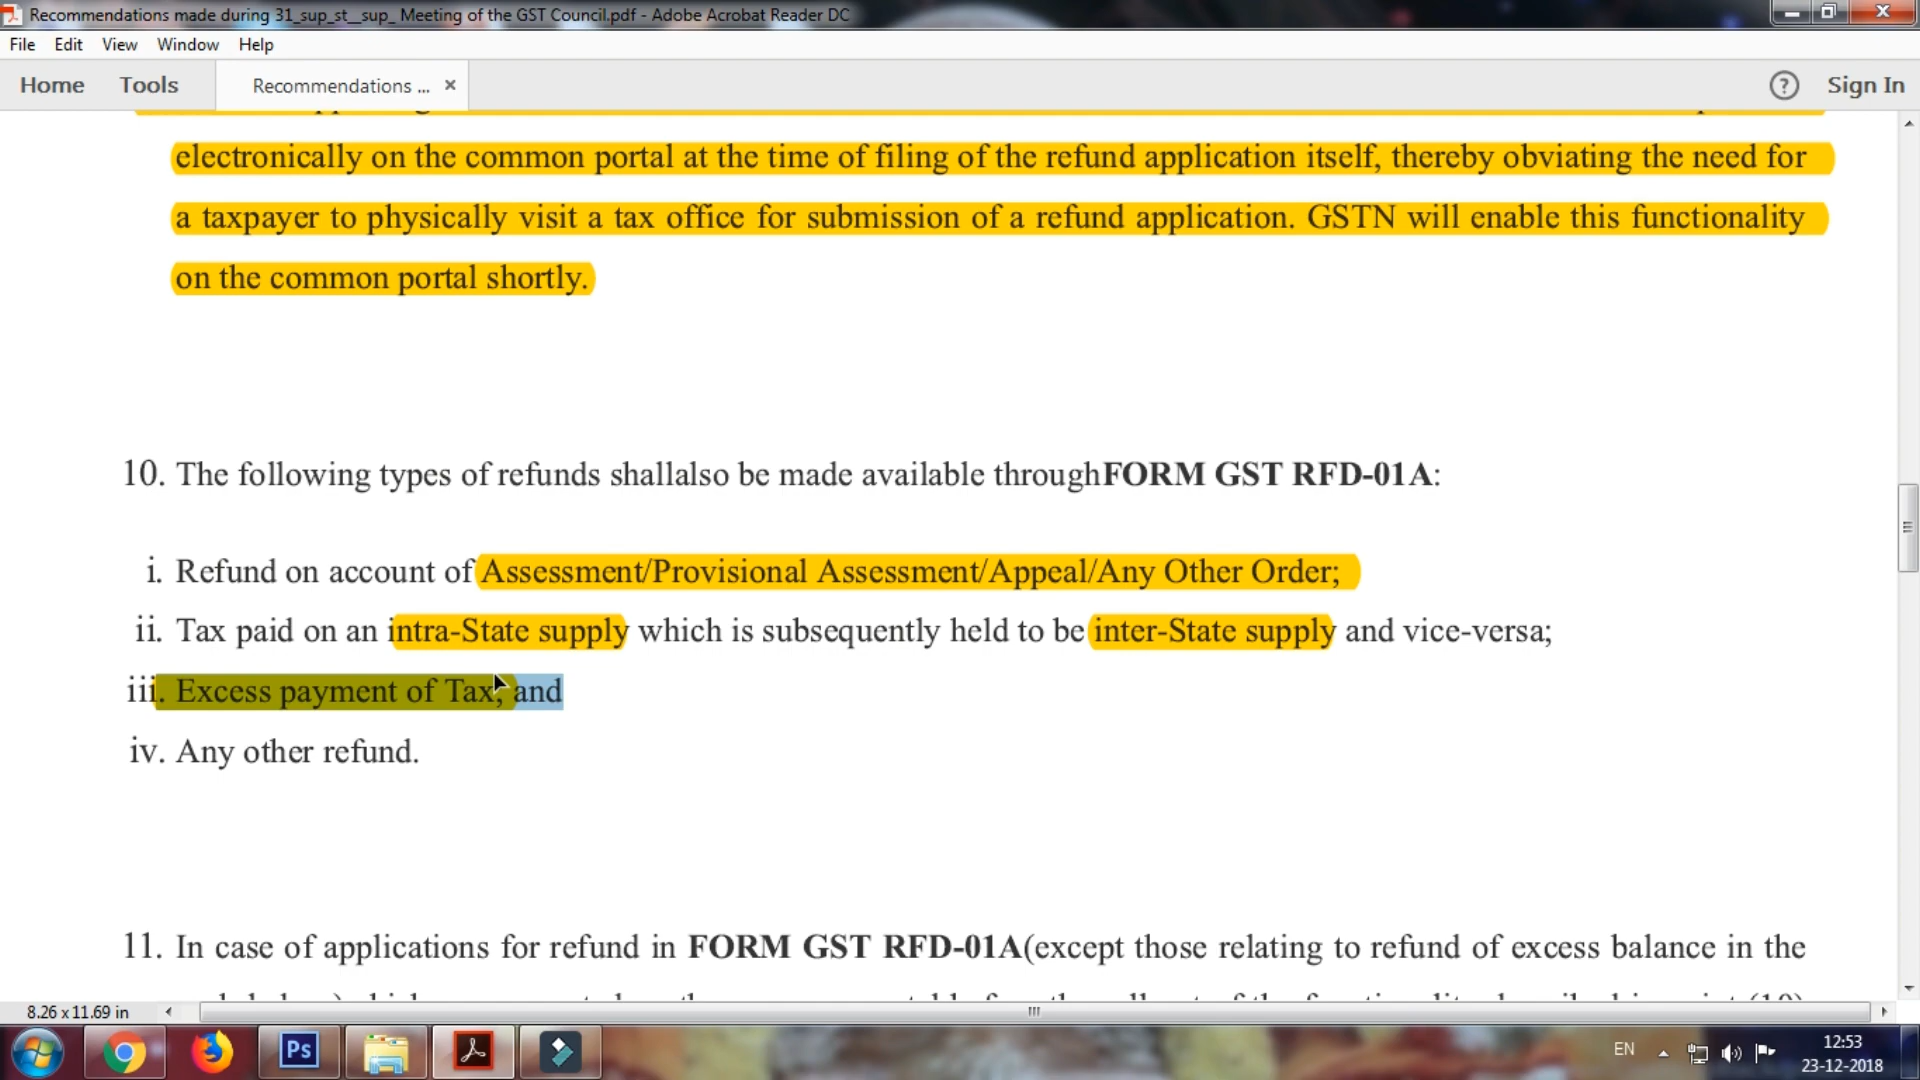 Recommendations made during 31_sup_st__sup_ Meeting of the GST Council.pdf - Adobe Acrobat Reader DC
File Edit View Window Help
Home Tools Recommendations ... × ? Sign In
electronically on the common portal at the time of filing of the refund application itself, thereby obviating the need for
a taxpayer to physically visit a tax office for submission of a refund application. GSTN will enable this functionality
on the common portal shortly.
10. The following types of refunds shallalso be made available throughFORM GST RFD-01A:
i. Refund on account of Assessment/Provisional Assessment/Appeal/Any Other Order;
ii. Tax paid on an intra-State supply which is subsequently held to be inter-State supply and vice-versa;
iii. Excess payment of Tax; and
iv. Any other refund.
11. In case of applications for refund in FORM GST RFD-01A(except those relating to refund of excess balance in the
8.26 x 11.69 in
Ps
EN
12:53
23-12-2018